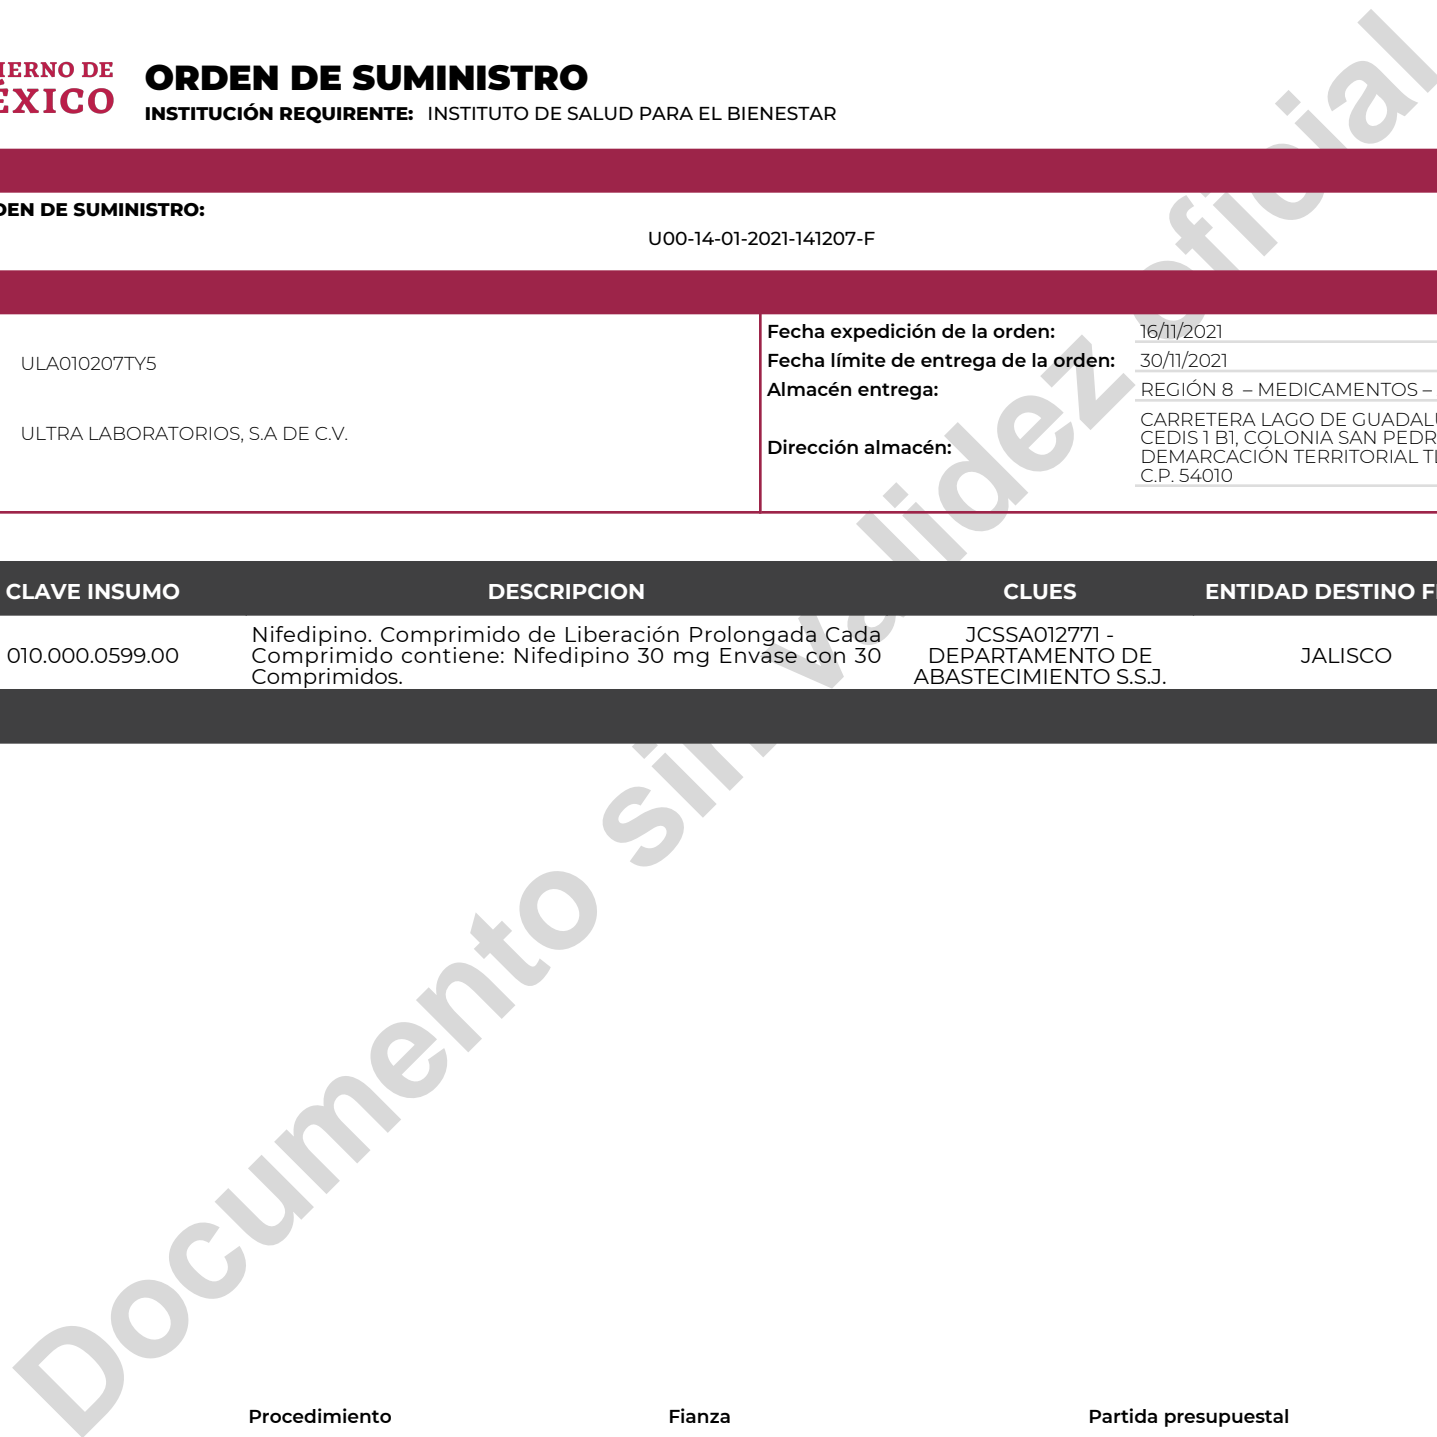 IERNO DE
ÉXICO
ORDEN DE SUMINISTRO
INSTITUCIÓN REQUIRENTE: INSTITUTO DE SALUD PARA EL BIENESTAR
DEN DE SUMINISTRO:
U00-14-01-2021-141207-F
ULA010207TY5
ULTRA LABORATORIOS, S.A DE C.V.
Fecha expedición de la orden: 16/11/2021
Fecha límite de entrega de la orden: 30/11/2021
Almacén entrega: REGIÓN 8 – MEDICAMENTOS –
Dirección almacén:
CARRETERA LAGO DE GUADALU
CEDIS 1 B1, COLONIA SAN PEDR
DEMARCACIÓN TERRITORIAL TL
C.P. 54010
CLAVE INSUMO DESCRIPCION CLUES ENTIDAD DESTINO FI
010.000.0599.00
Nifedipino. Comprimido de Liberación Prolongada Cada
Comprimido contiene: Nifedipino 30 mg Envase con 30
Comprimidos.
JCSSA012771 -
DEPARTAMENTO DE
ABASTECIMIENTO S.S.J.
JALISCO
Documento sin validez oficial
Procedimiento Fianza Partida presupuestal